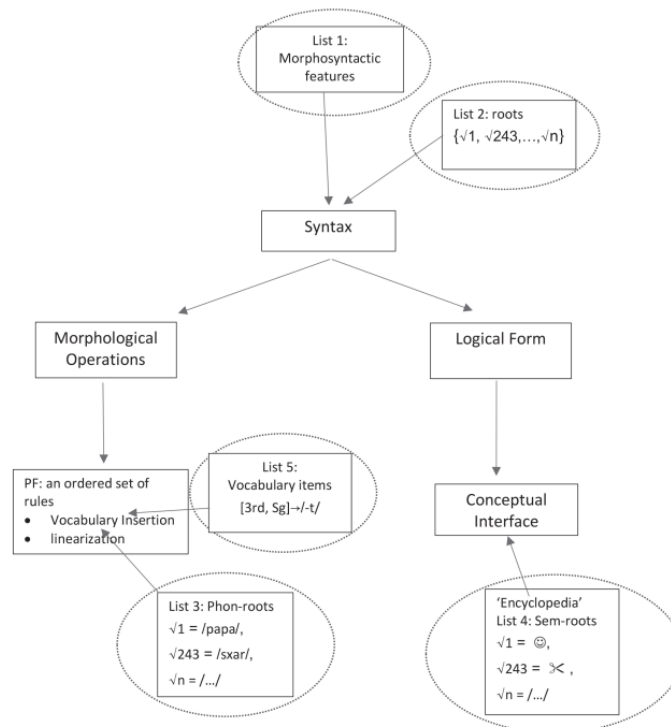 List 1:
Morphosyntactic
features
List 2: roots
{√1, √243,…,√n}
Syntax
Morphological
Operations
Logical Form
PF: an ordered set of
rules
• Vocabulary Insertion
• linearization
List 5:
Vocabulary items
[3rd, Sg]→/-t/
Conceptual
Interface
List 3: Phon-roots
√1 = /papa/,
√243 = /sxar/,
√n = /…/
'Encyclopedia'
List 4: Sem-roots
√1 = ☺,
√243 = ✂ ,
√n = /…/